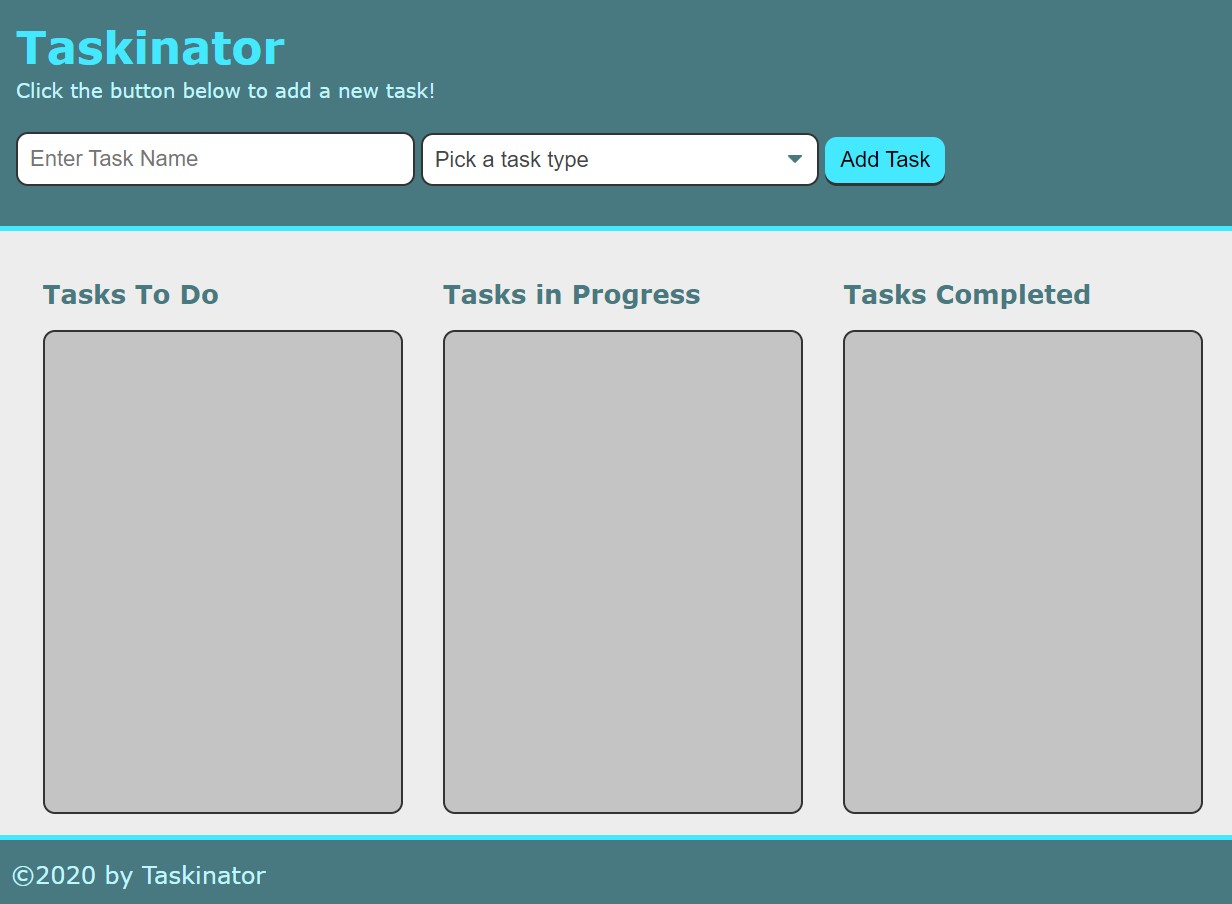 Taskinator
Click the button below to add a new task!
Enter Task Name
Pick a task type
Add Task
Tasks To Do
Tasks in Progress
Tasks Completed
©2020 by Taskinator